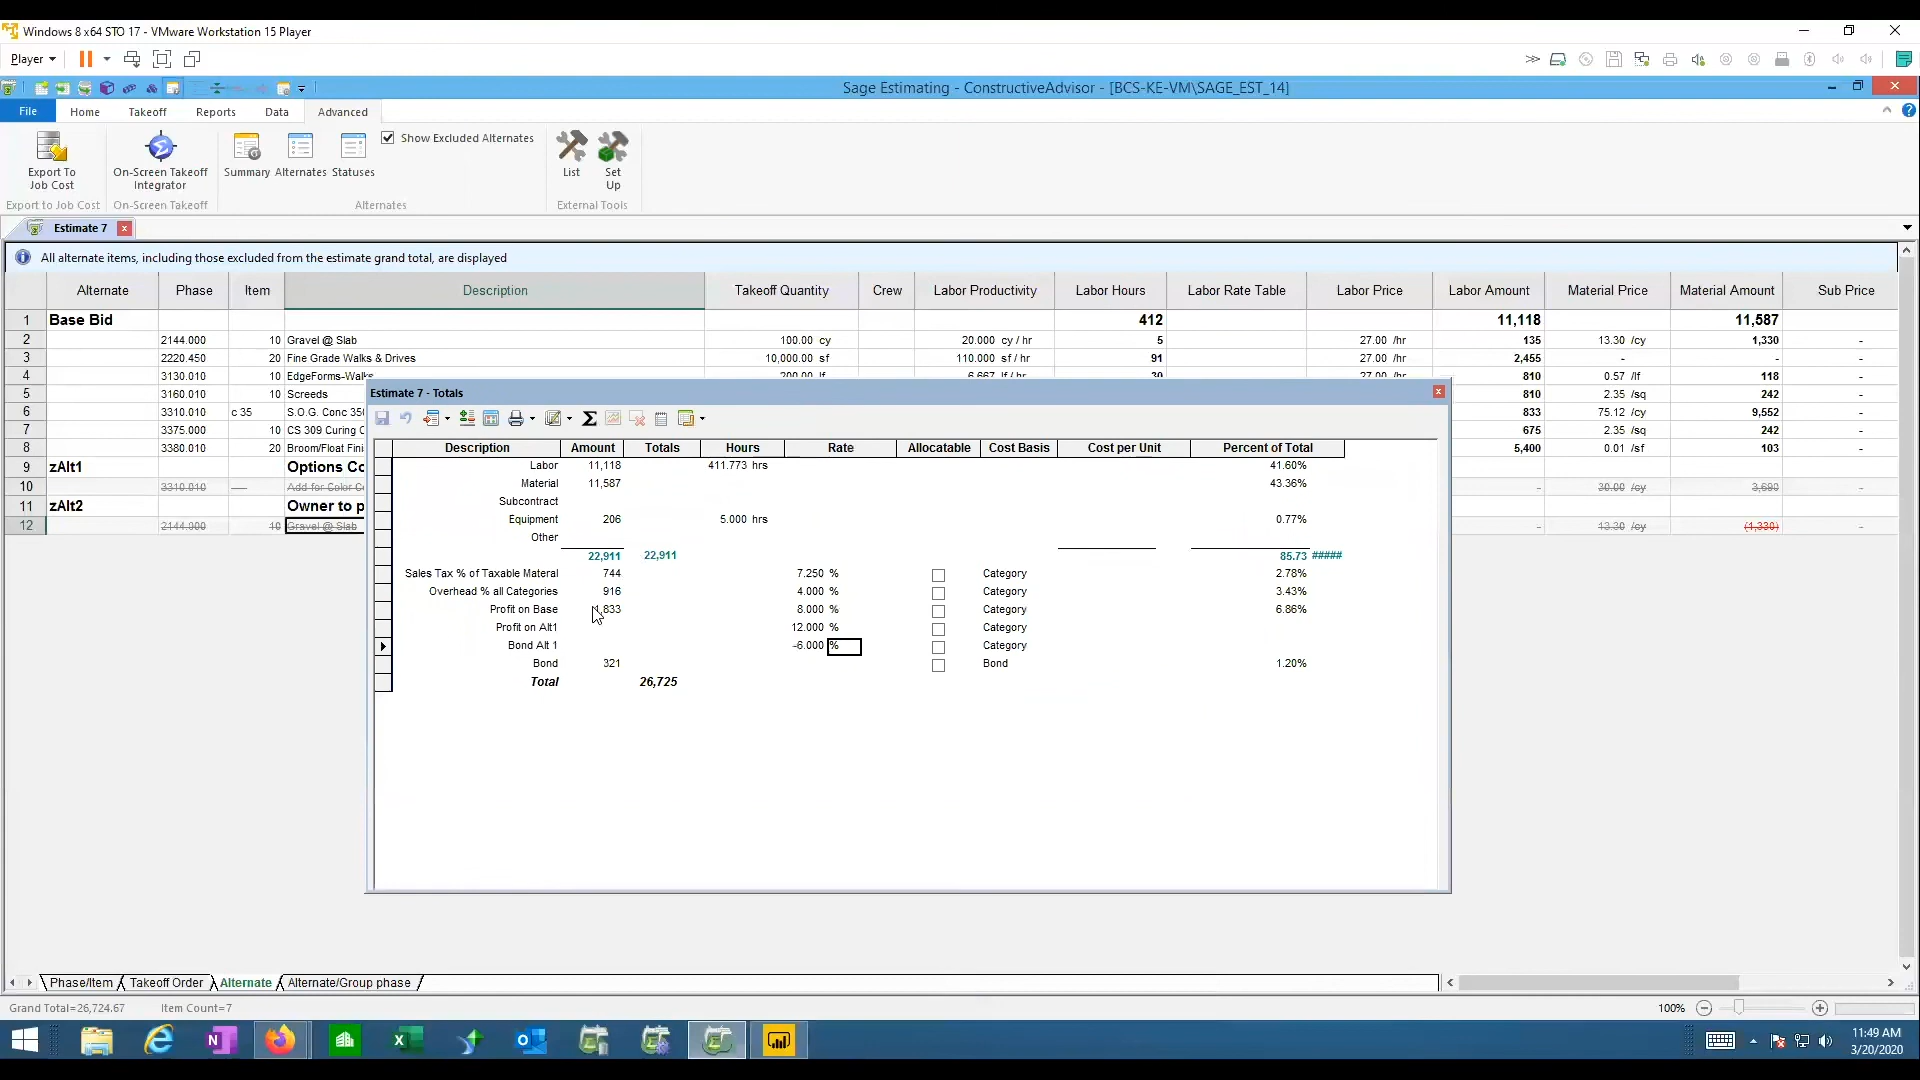 Windows 8 x64 STO 17 - VMware Workstation 15 Player
Player
Sage Estimating - ConstructiveAdvisor - [BCS-KE-VM\SAGE_EST_14]
File Home Takeoff Reports Data Advanced
Export To Job Cost
On-Screen Takeoff Integrator
Summary Alternates Statuses
Show Excluded Alternates
List Set Up
Export to Job Cost On-Screen Takeoff Alternates External Tools
Estimate 7
All alternate items, including those excluded from the estimate grand total, are displayed
Alternate Phase Item Description Takeoff Quantity Crew Labor Productivity Labor Hours Labor Rate Table Labor Price Labor Amount Material Price Material Amount Sub Price
1 Base Bid 412 11,118 11,587
2 2144.000 10 Gravel @ Slab 100.00 cy 20.000 cy / hr 5 27.00 /hr 135 13.30 /cy 1,330 -
3 2220.450 20 Fine Grade Walks & Drives 10,000.00 sf 110.000 sf / hr 91 27.00 /hr 2,455 - - -
4 3130.010 10 EdgeForms-Walks 200.00 lf 6.667 lf / hr 30 27.00 /hr 810 0.57 /lf 118 -
5 3160.010 10 Screeds 810 2.35 /sq 242 -
6 3310.010 c 35 S.O.G. Conc 350 833 75.12 /cy 9,552 -
7 3375.000 10 CS 309 Curing C 675 2.35 /sq 242 -
8 3380.010 20 Broom/Float Fini 5,400 0.01 /sf 103 -
9 zAlt1 Options Co
10 3310.010 Add for Color C - 30.00 /cy 3,690 -
11 zAlt2 Owner to p
12 2144.900 10 Gravel @ Slab - 13.30 /cy (1,330) -
Estimate 7 - Totals
Description Amount Totals Hours Rate Allocatable Cost Basis Cost per Unit Percent of Total
Labor 11,118 411.773 hrs 41.60%
Material 11,587 43.36%
Subcontract
Equipment 206 5.000 hrs 0.77%
Other
22,911 22,911 85.73 #####
Sales Tax % of Taxable Materal 744 7.250 % Category 2.78%
Overhead % all Categories 916 4.000 % Category 3.43%
Profit on Base 1,833 8.000 % Category 6.86%
Profit on Alt1 12.000 % Category
Bond Alt 1 -6.000 % Category
Bond 321 Bond 1.20%
Total 26,725
Phase/Item Takeoff Order Alternate Alternate/Group phase
Grand Total=26,724.67 Item Count=7 100%
11:49 AM
3/20/2020